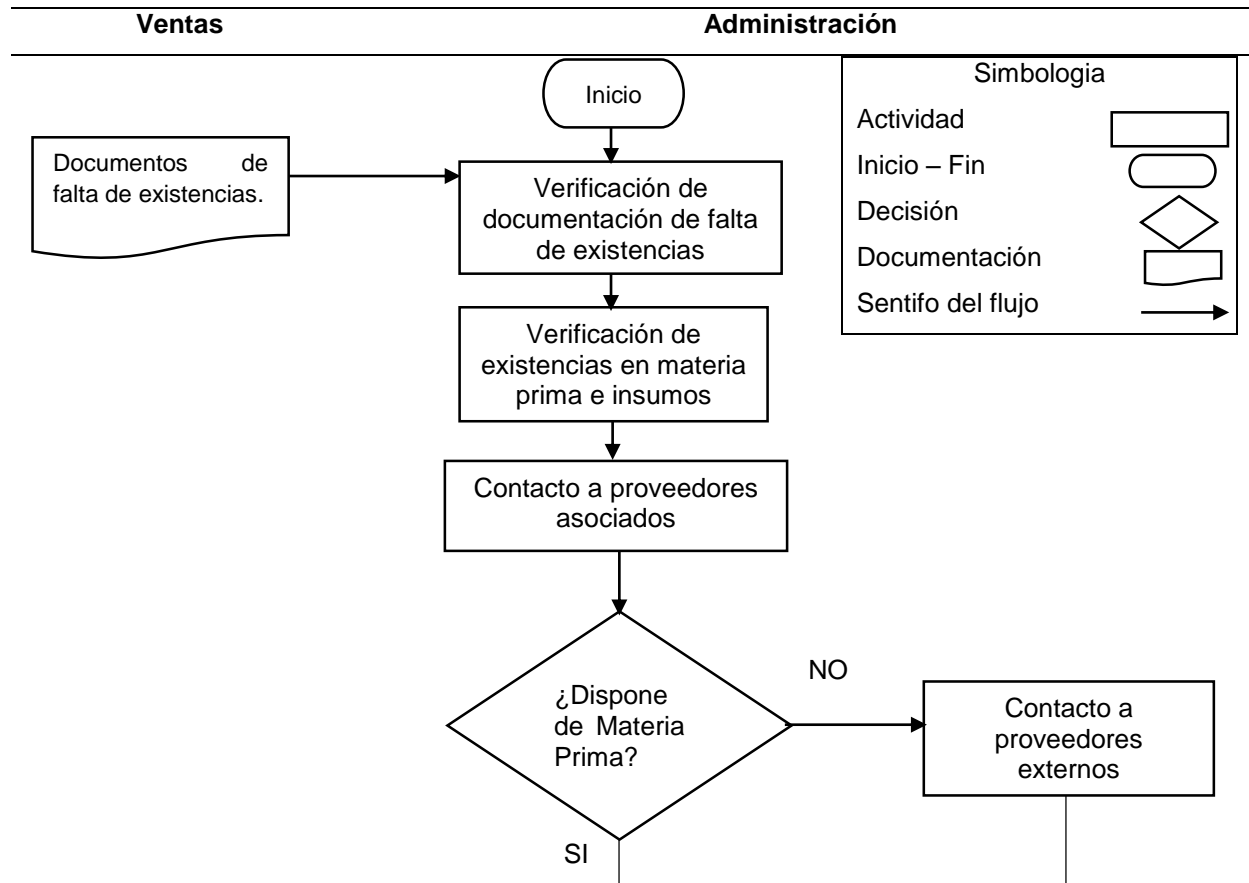 Ventas
Administración
Inicio
Simbologia
Actividad
Inicio – Fin
Decisión
Documentación
Sentifo del flujo
Documentos de
falta de existencias.
Verificación de
documentación de falta
de existencias
Verificación de
existencias en materia
prima e insumos
Contacto a proveedores
asociados
¿Dispone
de Materia
Prima?
NO
Contacto a
proveedores
externos
SI